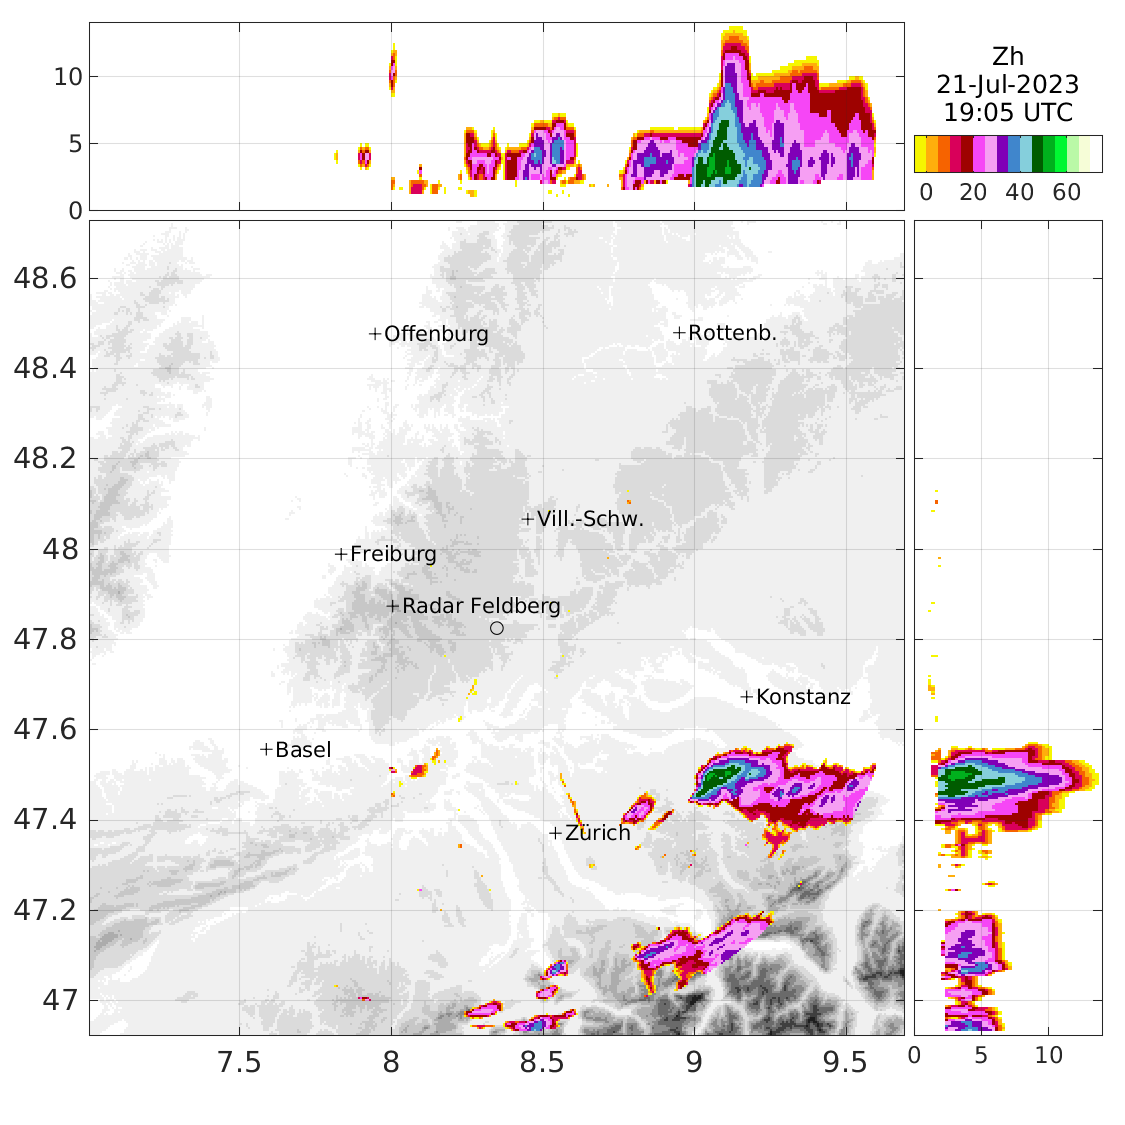 10
5
0
Zh
21-Jul-2023
19:05 UTC
0 20 40 60
48.6
48.4
48.2
48
47.8
47.6
47.4
47.2
47
+Offenburg
+Rottenb.
+Vill.-Schw.
+Freiburg
+Radar Feldberg
+Konstanz
+Basel
+Zürich
7.5 8 8.5 9 9.5
0 5 10